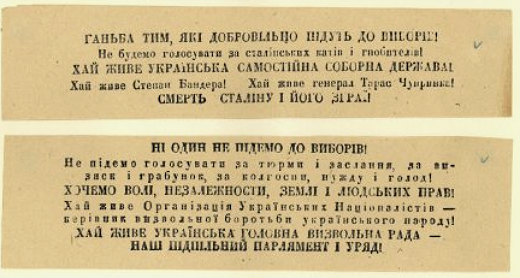 ГАНЬБА ТИМ, ЯКІ ДОБРОВІЛЬНО ПІДУТЬ ДО ВИБОРІВ!
Не будемо голосувати за сталінських катів і гнобителів!
ХАЙ ЖИВЕ УКРАЇНСЬКА САМОСТІЙНА СОБОРНА ДЕРЖАВА!
Хай живе Степан Бандера! Хай живе генерал Тарас Чупринка!
СМЕРТЬ СТАЛІНУ І ЙОГО ЗГРАЇ!
НІ ОДИН НЕ ПІДЕМО ДО ВИБОРІВ!
Не підемо голосувати за тюрми і заслання, за ви-
зиск і грабунок, за колгоспи, нужду і голод!
ХОЧЕМО ВОЛІ, НЕЗАЛЕЖНОСТИ, ЗЕМЛІ І ЛЮДСЬКИХ ПРАВ!
Хай живе Організація Українських Націоналістів —
керівник визвольної боротьби українського народу!
ХАЙ ЖИВЕ УКРАЇНСЬКА ГОЛОВНА ВИЗВОЛЬНА РАДА —
НАШ ПІДПІЛЬНИЙ ПАРЛЯМЕНТ І УРЯД!